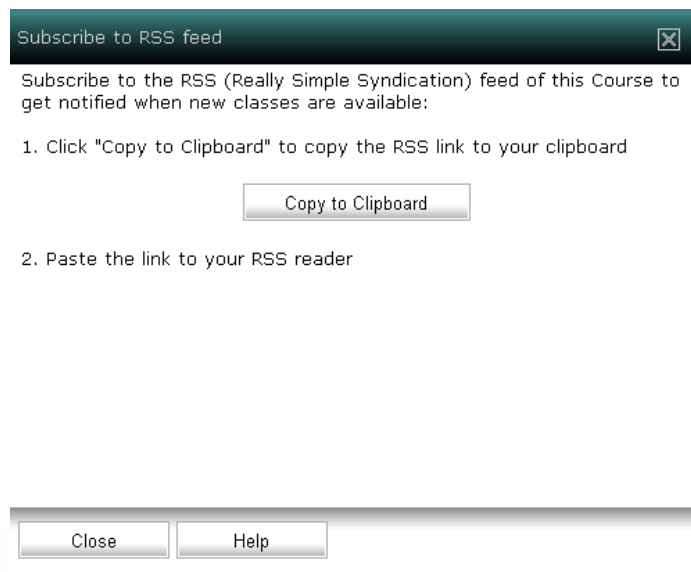 Subscribe to RSS feed
Subscribe to the RSS (Really Simple Syndication) feed of this Course to
get notified when new classes are available:
1. Click "Copy to Clipboard" to copy the RSS link to your clipboard
Copy to Clipboard
2. Paste the link to your RSS reader
Close Help